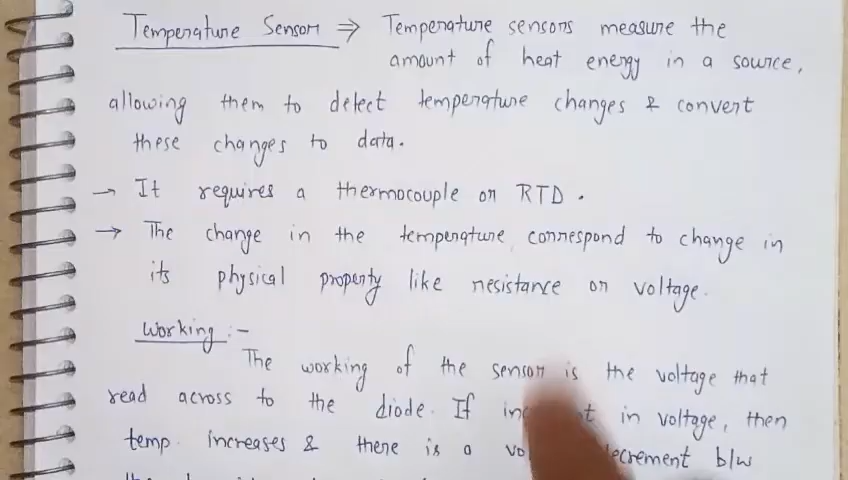 Temperature Sensor ⇒ Temperature sensors measure the
amount of heat energy in a source,
allowing them to detect temperature changes & convert
these changes to data.
→ It requires a thermocouple or RTD.
→ The change in the temperature correspond to change in
its physical property like resistance or voltage.
Working :-
The working of the sensor is the voltage that
read across to the diode. If in voltage, then
temp. increases & there is a decrement b/w